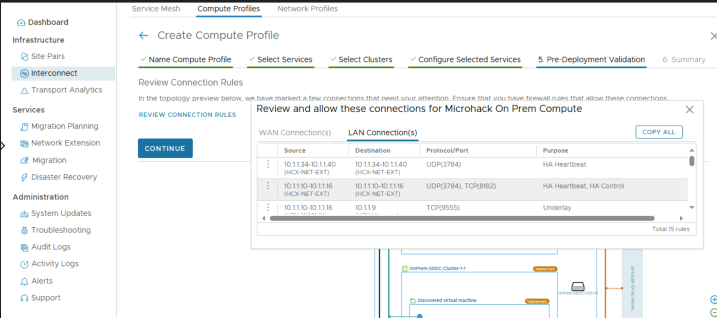 Service Mesh Compute Profiles Network Profiles
Dashboard
Infrastructure
Site Pairs
Interconnect
Transport Analytics
Services
Migration Planning
Network Extension
Migration
Disaster Recovery
Administration
System Updates
Troubleshooting
Audit Logs
Activity Logs
Alerts
Support
Create Compute Profile
Name Compute Profile Select Services Select Clusters Configure Selected Services 5. Pre-Deployment Validation 6. Summary
Review Connection Rules
In the topology preview below, we have marked a few connections that need your attention. Ensure that you have firewall rules that allow these connections
REVIEW CONNECTION RULES
CONTINUE
Review and allow these connections for Microhack On Prem Compute
WAN Connection(s) LAN Connection(s) COPY ALL
Source Destination Protocol/Port Purpose
10.1.1.34-10.1.1.40 10.1.1.34-10.1.1.40 UDP(3784) HA Heartbeat
(HCX-NET-EXT) (HCX-NET-EXT)
10.1.1.10-10.1.1.16 10.1.1.10-10.1.1.16 UDP(3784), TCP(8182) HA Heartbeat, HA Control
(HCX-NET-EXT) (HCX-NET-EXT)
10.1.1.10-10.1.1.16 10.1.1.9 TCP(9555) Underlay
Total 15 rules
OnPrem-SDDC-Cluster-1-1
Discovered virtual machine